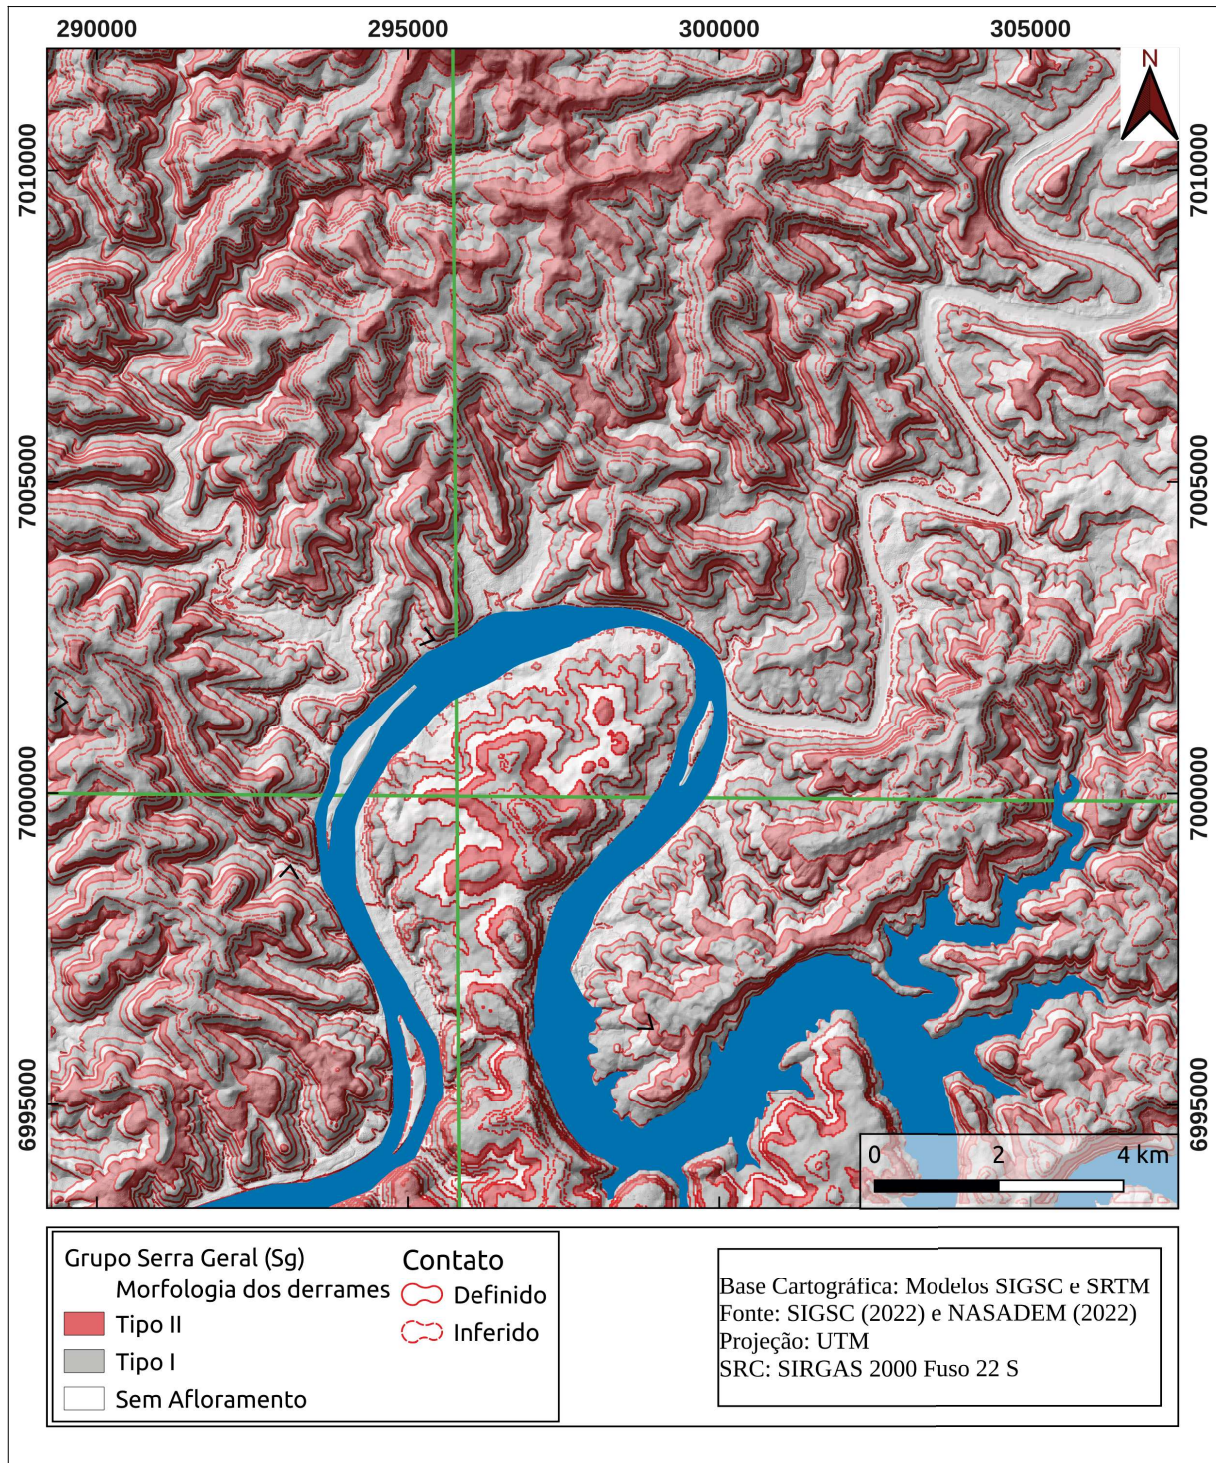 290000 295000 300000 305000
N
7010000
7010000
7005000
7005000
7000000
7000000
6995000
6995000
0 2 4 km
Grupo Serra Geral (Sg)
Morfologia dos derrames
Tipo II
Tipo I
Sem Afloramento
Contato
Definido
Inferido
Base Cartográfica: Modelos SIGSC e SRTM
Fonte: SIGSC (2022) e NASADEM (2022)
Projeção: UTM
SRC: SIRGAS 2000 Fuso 22 S